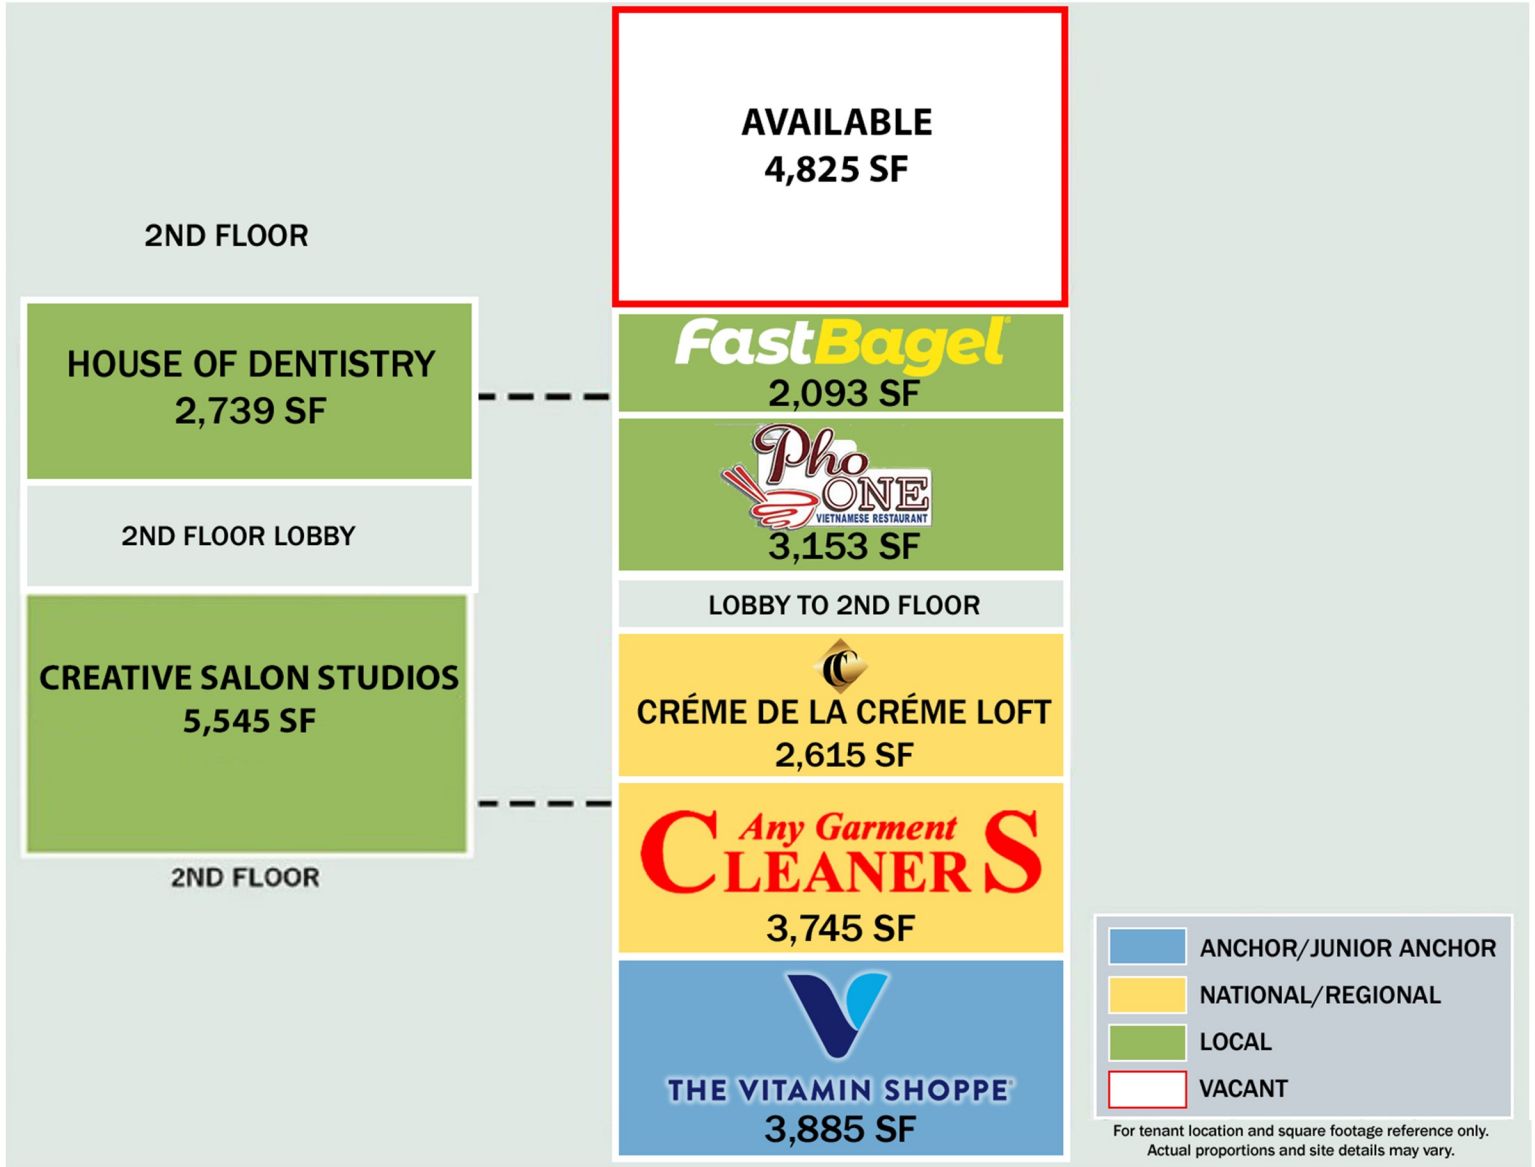 AVAILABLE
4,825 SF
2ND FLOOR
HOUSE OF DENTISTRY
2,739 SF
2ND FLOOR LOBBY
CREATIVE SALON STUDIOS
5,545 SF
2ND FLOOR
FastBagel
2,093 SF
Pho
ONE
VIETNAMESE RESTAURANT
3,153 SF
LOBBY TO 2ND FLOOR
CC
CRÉME DE LA CRÉME LOFT
2,615 SF
Any Garment
CLEANERS
3,745 SF
V
THE VITAMIN SHOPPE
3,885 SF
ANCHOR/JUNIOR ANCHOR
NATIONAL/REGIONAL
LOCAL
VACANT
For tenant location and square footage reference only.
Actual proportions and site details may vary.